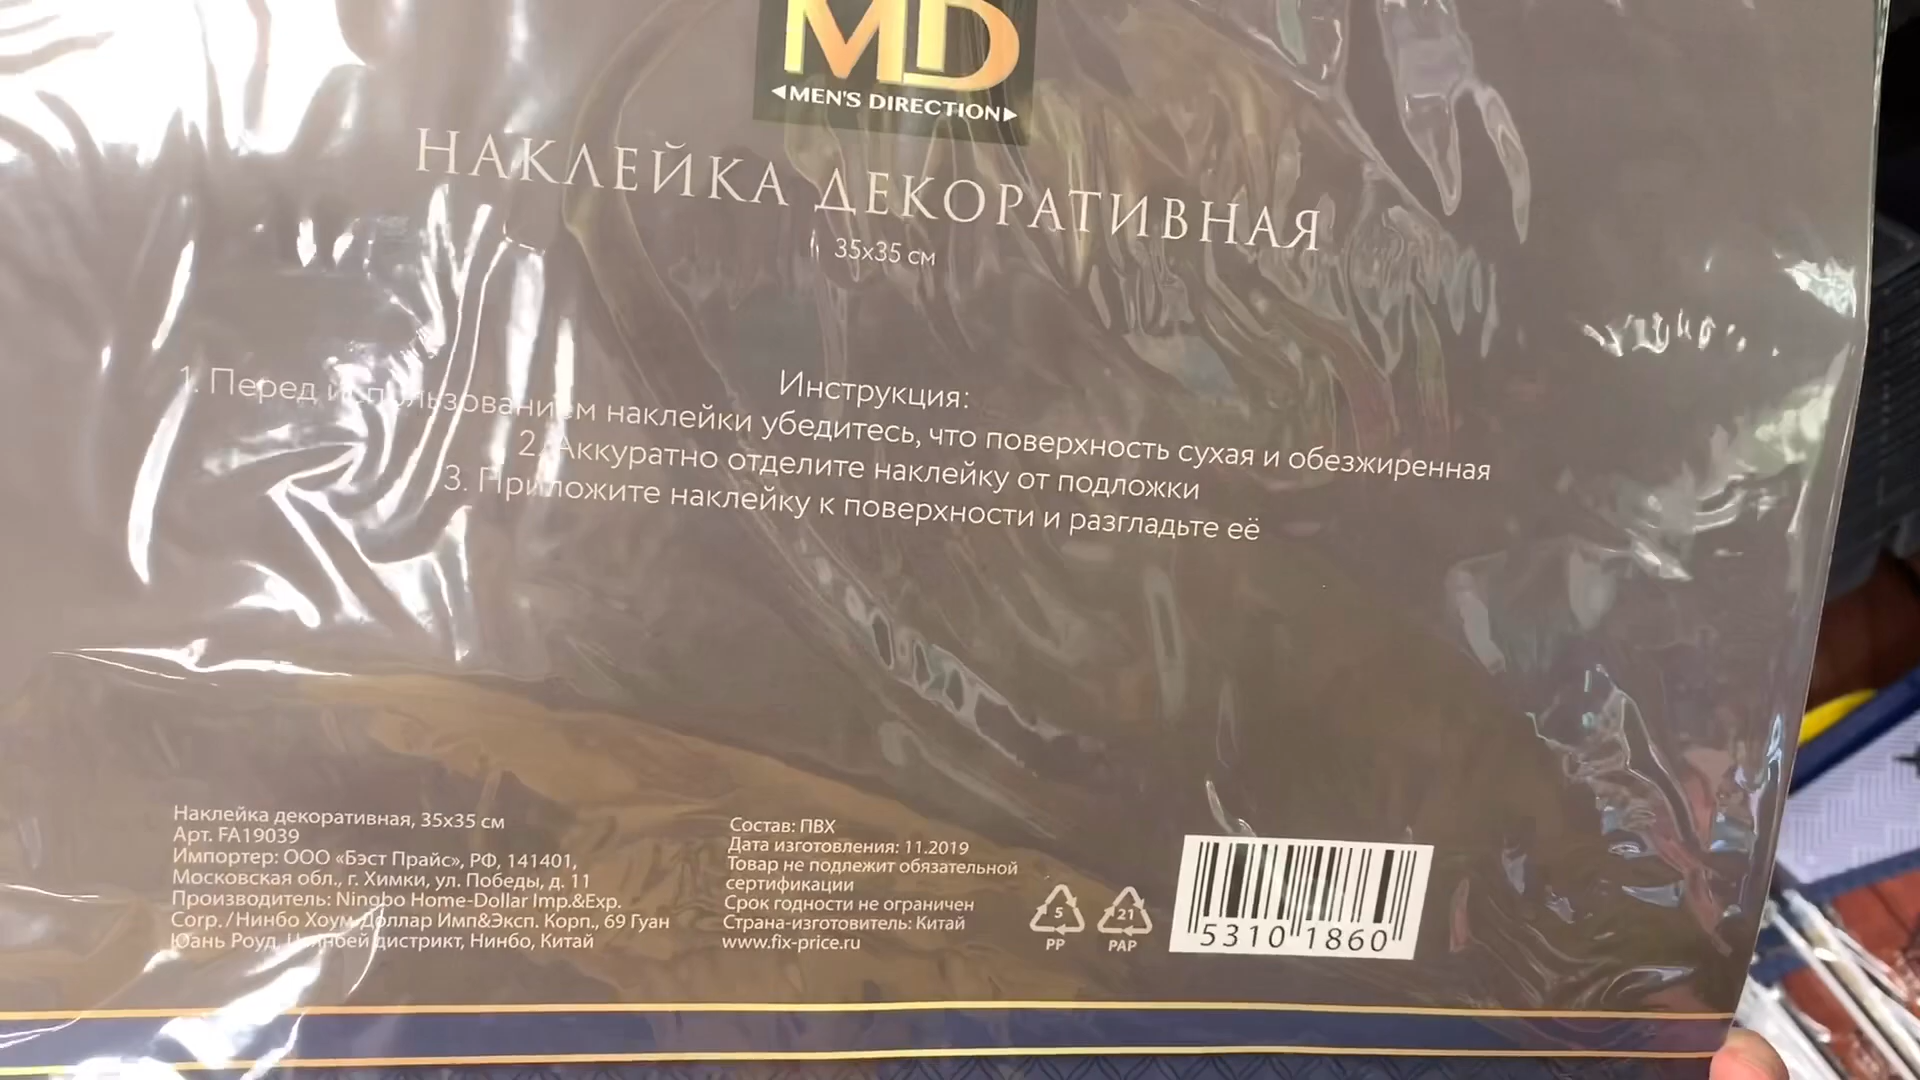 MD
MEN'S DIRECTION
НАКЛЕЙКА ДЕКОРАТИВНАЯ
35х35 см
Инструкция:
1. Перед использованием наклейки убедитесь, что поверхность сухая и обезжиренная
2. Аккуратно отделите наклейку от подложки
3. Приложите наклейку к поверхности и разгладьте её
Наклейка декоративная, 35х35 см
Арт. FA19039
Импортер: ООО «Бэст Прайс», РФ, 141401,
Московская обл., г. Химки, ул. Победы, д. 11
Производитель: Ningbo Home-Dollar Imp.&Exp.
Corp./Нинбо Хоум-Доллар Имп&Эксп. Корп., 69 Гуан
Юань Роуд, дистрикт, Нинбо, Китай
Состав: ПВХ
Дата изготовления: 11.2019
Товар не подлежит обязательной
сертификации
Срок годности не ограничен
Страна-изготовитель: Китай
www.fix-price.ru
5
PP
21
PAP
5310 1860